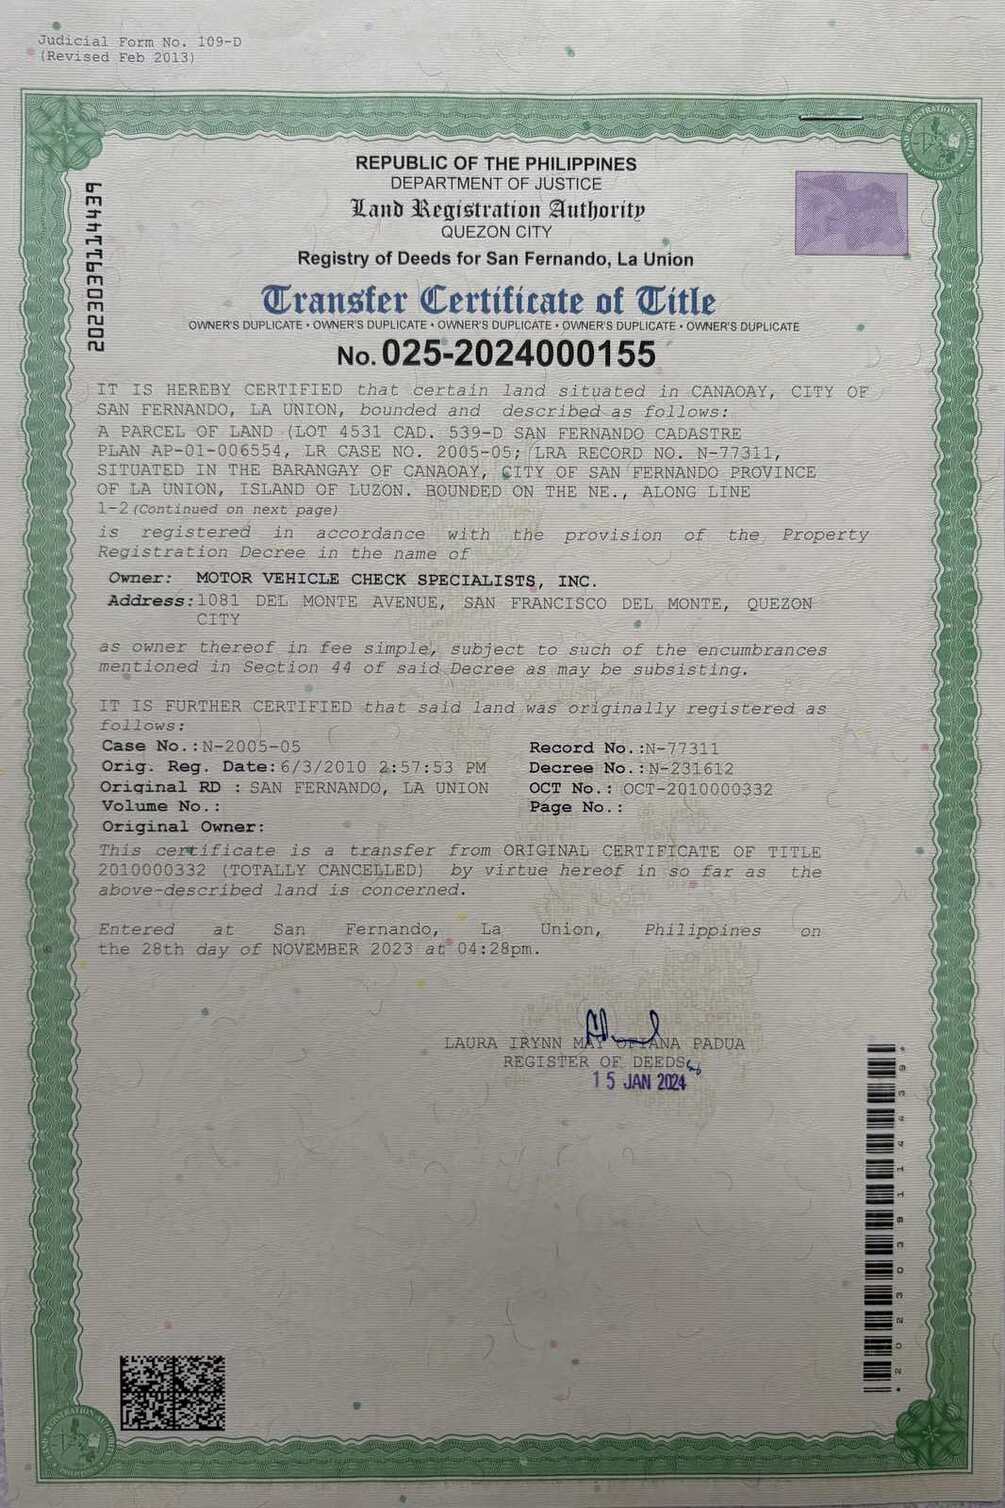 Judicial Form No. 109-D
(Revised Feb 2013)
REPUBLIC OF THE PHILIPPINES
DEPARTMENT OF JUSTICE
Land Registration Authority
QUEZON CITY
Registry of Deeds for San Fernando, La Union
Transfer Certificate of Title
OWNER'S DUPLICATE • OWNER'S DUPLICATE • OWNER'S DUPLICATE • OWNER'S DUPLICATE • OWNER'S DUPLICATE
No. 025-2024000155
2023039114439
IT IS HEREBY CERTIFIED that certain land situated in CANAOAY, CITY OF
SAN FERNANDO, LA UNION, bounded and described as follows:
A PARCEL OF LAND (LOT 4531 CAD. 539-D SAN FERNANDO CADASTRE
PLAN AP-01-006554, LR CASE NO. 2005-05; LRA RECORD NO. N-77311,
SITUATED IN THE BARANGAY OF CANAOAY, CITY OF SAN FERNANDO PROVINCE
OF LA UNION, ISLAND OF LUZON. BOUNDED ON THE NE., ALONG LINE
1-2 (Continued on next page)
is registered in accordance with the provision of the Property
Registration Decree in the name of
Owner: MOTOR VEHICLE CHECK SPECIALISTS, INC.
Address: 1081 DEL MONTE AVENUE, SAN FRANCISCO DEL MONTE, QUEZON
CITY
as owner thereof in fee simple, subject to such of the encumbrances
mentioned in Section 44 of said Decree as may be subsisting.
IT IS FURTHER CERTIFIED that said land was originally registered as
follows:
Case No.: N-2005-05 Record No.: N-77311
Orig. Reg. Date: 6/3/2010 2:57:53 PM Decree No.: N-231612
Original RD : SAN FERNANDO, LA UNION OCT No.: OCT-2010000332
Volume No.: Page No.:
Original Owner:
This certificate is a transfer from ORIGINAL CERTIFICATE OF TITLE
2010000332 (TOTALLY CANCELLED) by virtue hereof in so far as the
above-described land is concerned.
Entered at San Fernando, La Union, Philippines on
the 28th day of NOVEMBER 2023 at 04:28pm.
LAURA IRYNN MAY OFIANA PADUA
REGISTER OF DEEDS
15 JAN 2024
*2023039114439*